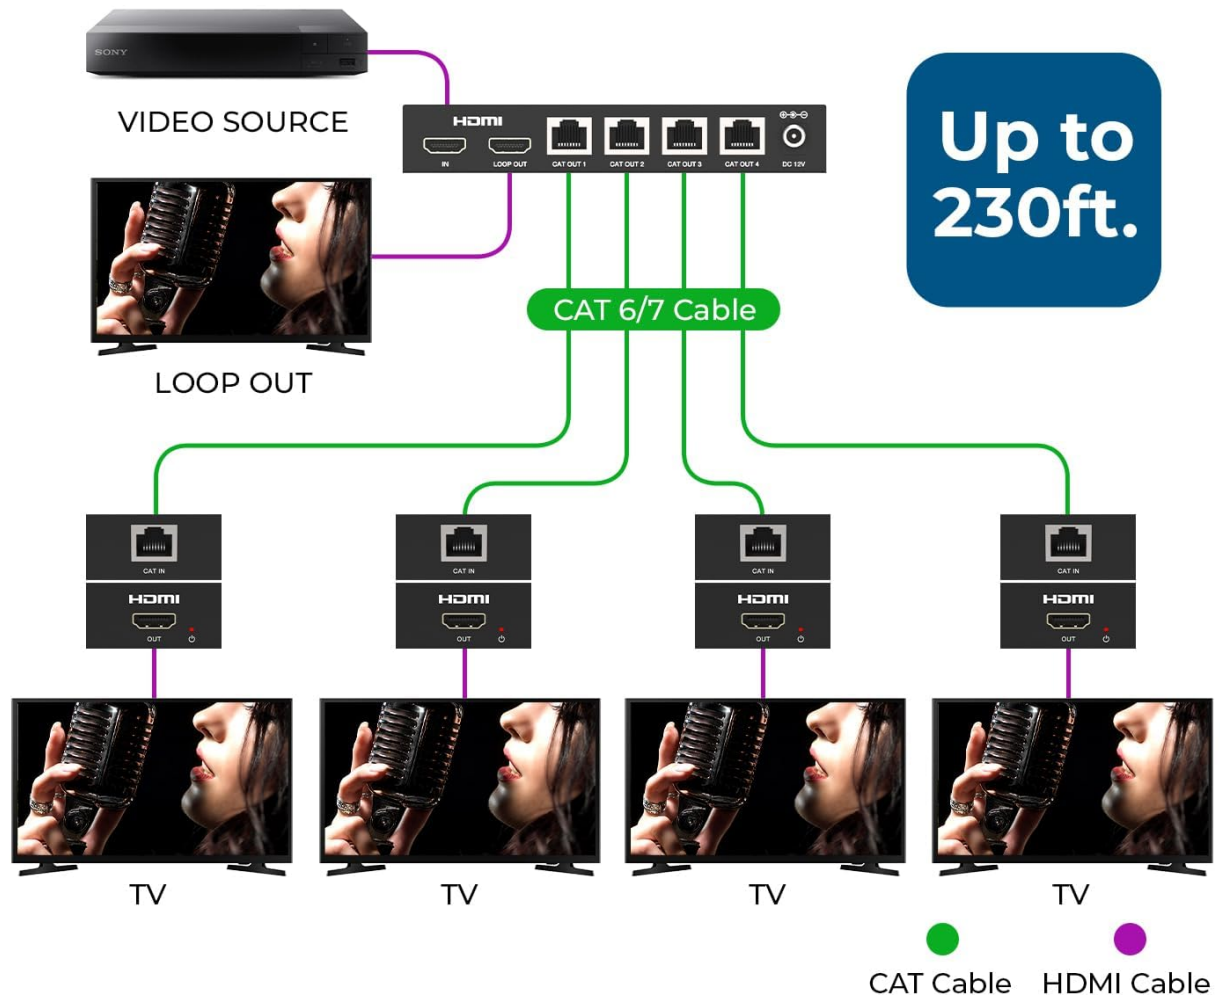 SONY
VIDEO SOURCE
HDMI
IN
LOOP OUT
CAT OUT 1
CAT OUT 2
CAT OUT 3
CAT OUT 4
DC 12V
Up to
230ft.
LOOP OUT
CAT 6/7 Cable
CAT IN
HDMI
OUT
CAT IN
HDMI
OUT
CAT IN
HDMI
OUT
CAT IN
HDMI
OUT
TV
TV
TV
TV
CAT Cable
HDMI Cable